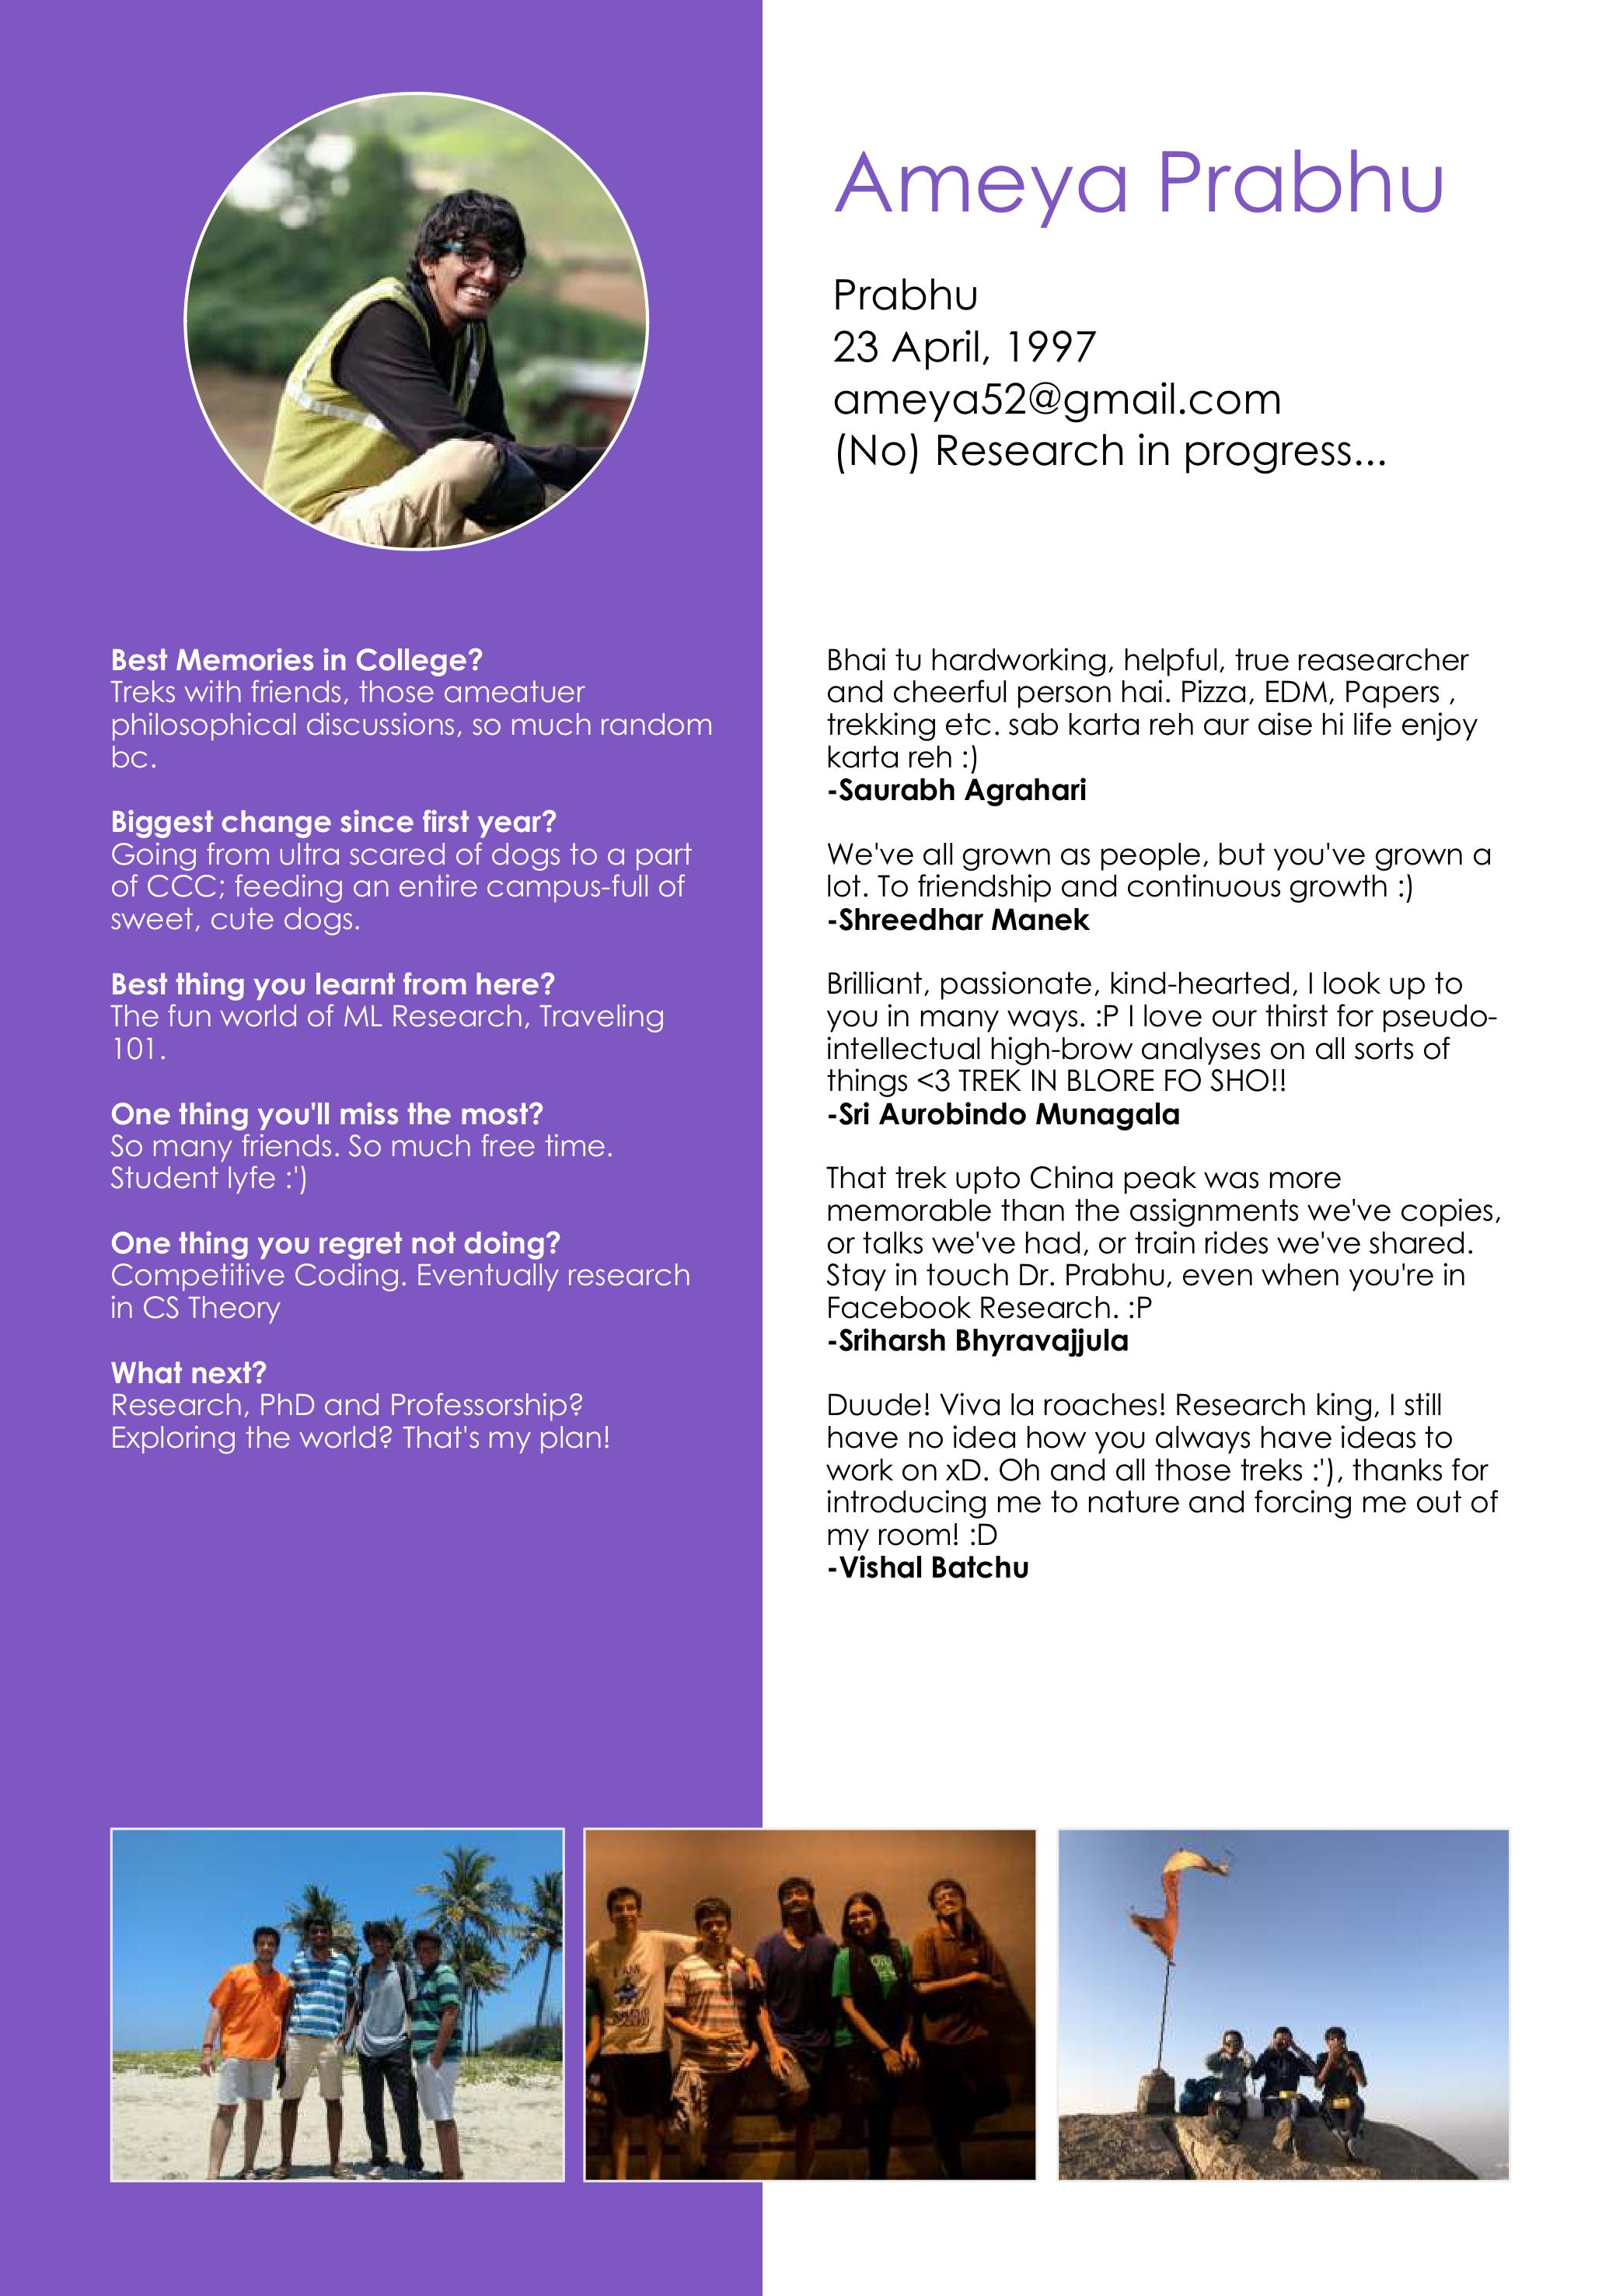 Ameya Prabhu
Prabhu
23 April, 1997
ameya52@gmail.com
(No) Research in progress...
Best Memories in College?
Treks with friends, those ameatuer
philosophical discussions, so much random
bc.
Biggest change since first year?
Going from ultra scared of dogs to a part
of CCC; feeding an entire campus-full of
sweet, cute dogs.
Best thing you learnt from here?
The fun world of ML Research, Traveling
101.
One thing you'll miss the most?
So many friends. So much free time.
Student lyfe :')
One thing you regret not doing?
Competitive Coding. Eventually research
in CS Theory
What next?
Research, PhD and Professorship?
Exploring the world? That's my plan!
Bhai tu hardworking, helpful, true reasearcher
and cheerful person hai. Pizza, EDM, Papers ,
trekking etc. sab karta reh aur aise hi life enjoy
karta reh :)
-Saurabh Agrahari
We've all grown as people, but you've grown a
lot. To friendship and continuous growth :)
-Shreedhar Manek
Brilliant, passionate, kind-hearted, I look up to
you in many ways. :P I love our thirst for pseudo-
intellectual high-brow analyses on all sorts of
things <3 TREK IN BLORE FO SHO!!
-Sri Aurobindo Munagala
That trek upto China peak was more
memorable than the assignments we've copies,
or talks we've had, or train rides we've shared.
Stay in touch Dr. Prabhu, even when you're in
Facebook Research. :P
-Sriharsh Bhyravajjula
Duude! Viva la roaches! Research king, I still
have no idea how you always have ideas to
work on xD. Oh and all those treks :'), thanks for
introducing me to nature and forcing me out of
my room! :D
-Vishal Batchu
I AM